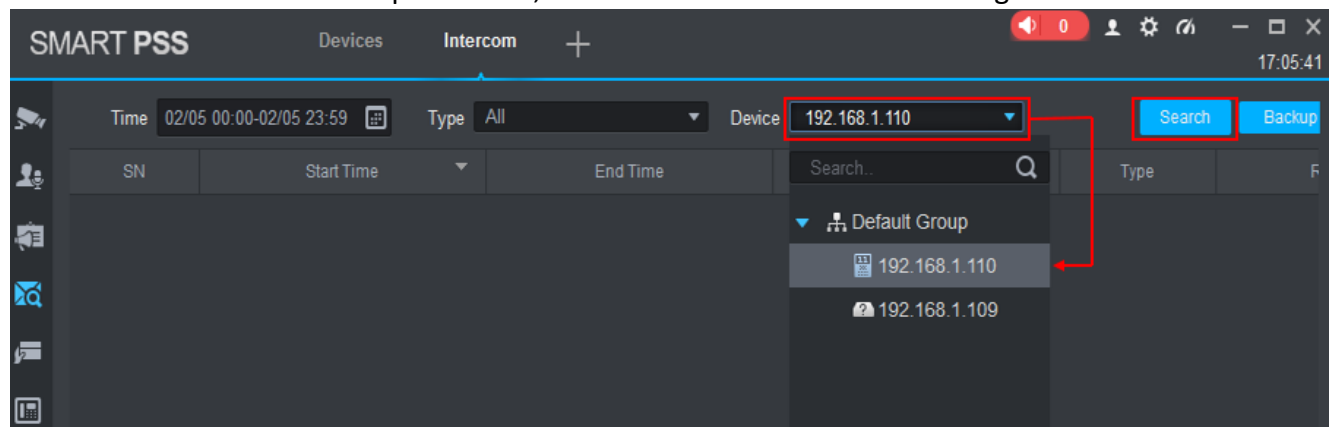 SMART PSS Devices Intercom + 0
17:05:41
Time 02/05 00:00-02/05 23:59 Type All Device 192.168.1.110 Search Backup
SN Start Time End Time Type
Search..
Default Group
192.168.1.110
192.168.1.109